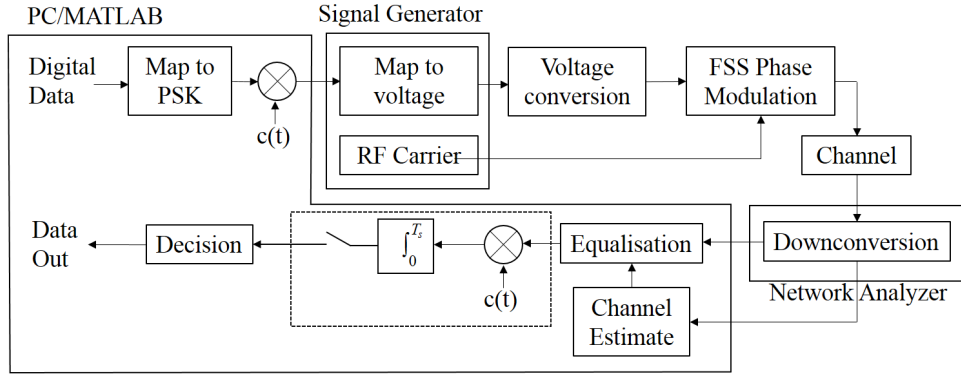 PC/MATLAB
Signal Generator
Digital
Data
Map to
PSK
c(t)
Map to
voltage
RF Carrier
Voltage
conversion
FSS Phase
Modulation
Channel
Data
Out
Decision
∫₀^{Tₛ}
c(t)
Equalisation
Channel
Estimate
Downconversion
Network Analyzer